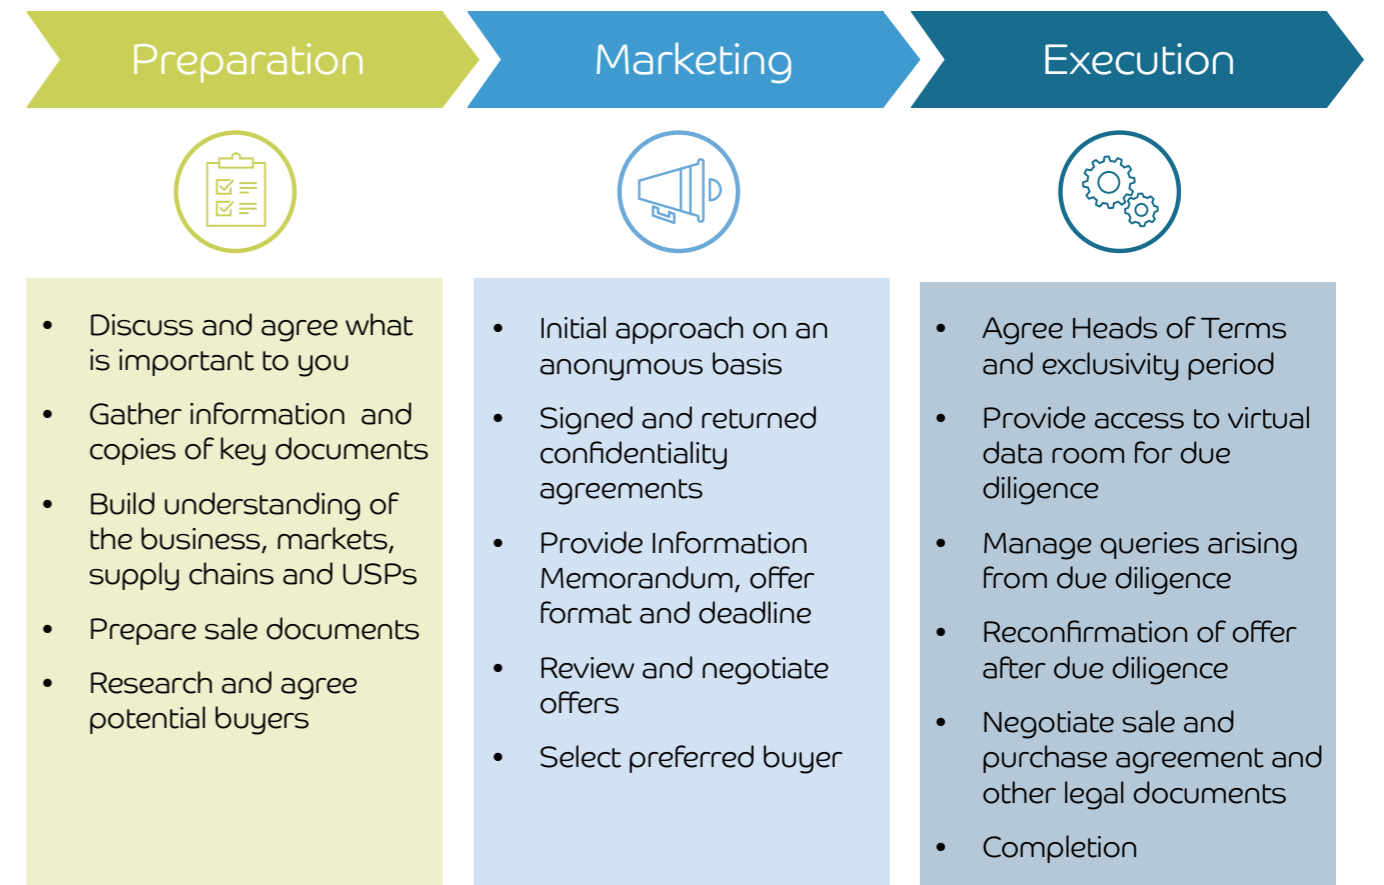 Preparation
Marketing
Execution
• Discuss and agree what
is important to you
• Gather information and
copies of key documents
• Build understanding of
the business, markets,
supply chains and USPs
• Prepare sale documents
• Research and agree
potential buyers
• Initial approach on an
anonymous basis
• Signed and returned
confidentiality
agreements
• Provide Information
Memorandum, offer
format and deadline
• Review and negotiate
offers
• Select preferred buyer
• Agree Heads of Terms
and exclusivity period
• Provide access to virtual
data room for due
diligence
• Manage queries arising
from due diligence
• Reconfirmation of offer
after due diligence
• Negotiate sale and
purchase agreement and
other legal documents
• Completion